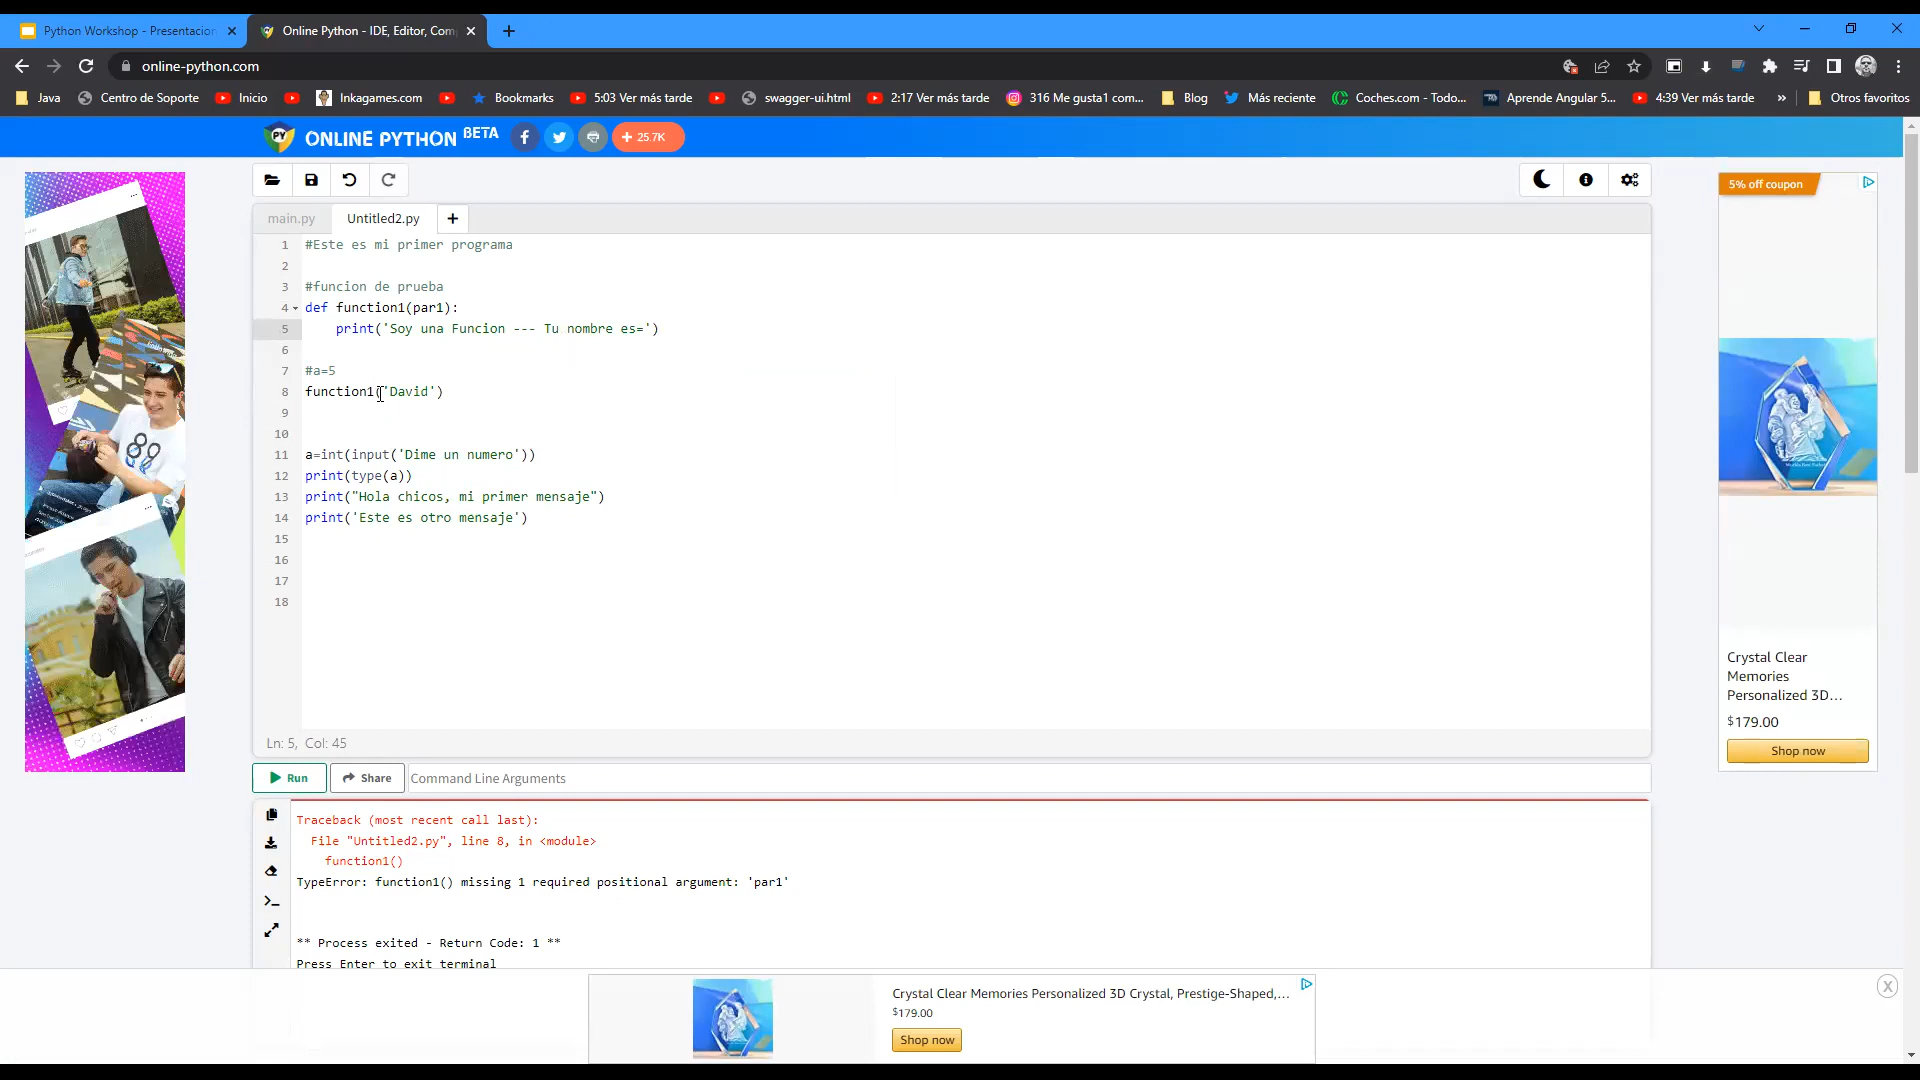 Python Workshop - Presentacion
Online Python - IDE, Editor, Com
online-python.com
Java
Centro de Soporte
Inicio
Inkagames.com
Bookmarks
5:03 Ver más tarde
swagger-ui.html
2:17 Ver más tarde
316 Me gusta1 com...
Blog
Más reciente
Coches.com - Todo...
Aprende Angular 5...
4:39 Ver más tarde
»
Otros favoritos
PY
ONLINE PYTHON BETA
25.7K
main.py
Untitled2.py
1 #Este es mi primer programa
2
3 #funcion de prueba
4 def function1(par1):
5 print('Soy una Funcion --- Tu nombre es=')
6
7 #a=5
8 function1('David')
9
10
11 a=int(input('Dime un numero'))
12 print(type(a))
13 print("Hola chicos, mi primer mensaje")
14 print('Este es otro mensaje')
15
16
17
18
Ln: 5, Col: 45
Run
Share
Command Line Arguments
Traceback (most recent call last):
File "Untitled2.py", line 8, in <module>
function1()
TypeError: function1() missing 1 required positional argument: 'par1'
** Process exited - Return Code: 1 **
Press Enter to exit terminal
5% off coupon
Crystal Clear
Memories
Personalized 3D...
$179.00
Shop now
Crystal Clear Memories Personalized 3D Crystal, Prestige-Shaped,...
$179.00
Shop now
X
89